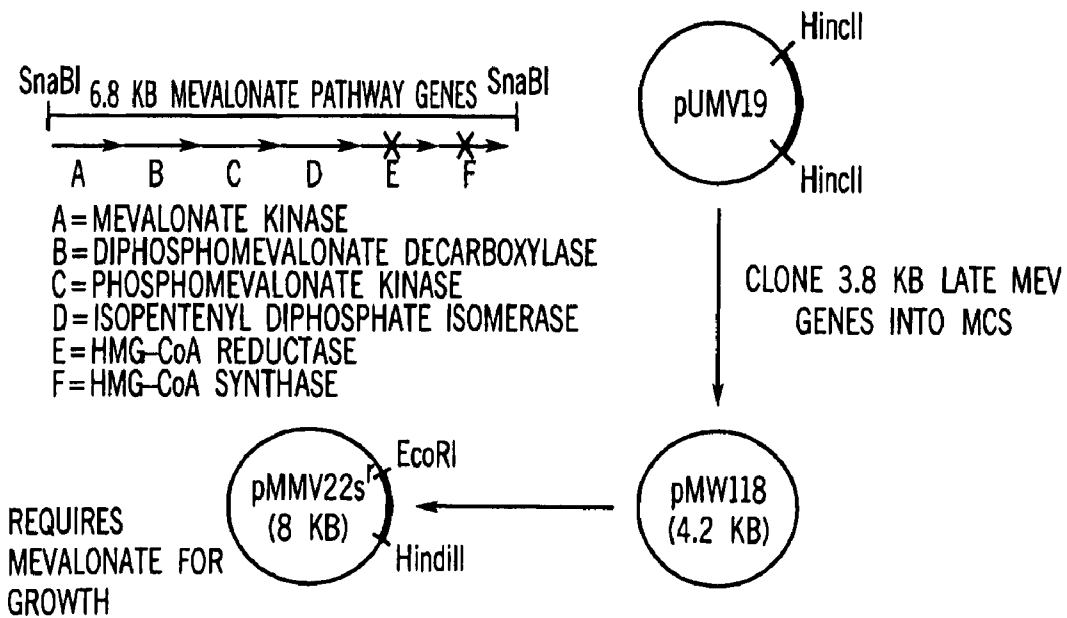 SnaBI
SnaBI
6.8 KB MEVALONATE PATHWAY GENES
A B C D E F
A=MEVALONATE KINASE
B=DIPHOSPHOMEVALONATE DECARBOXYLASE
C=PHOSPHOMEVALONATE KINASE
D=ISOPENTENYL DIPHOSPHATE ISOMERASE
E=HMG-CoA REDUCTASE
F=HMG-CoA SYNTHASE
HincII
pUMV19
HincII
CLONE 3.8 KB LATE MEV
GENES INTO MCS
pMW118
(4.2 KB)
EcoRI
pMMV22s r
(8 KB)
Hindill
REQUIRES
MEVALONATE FOR
GROWTH